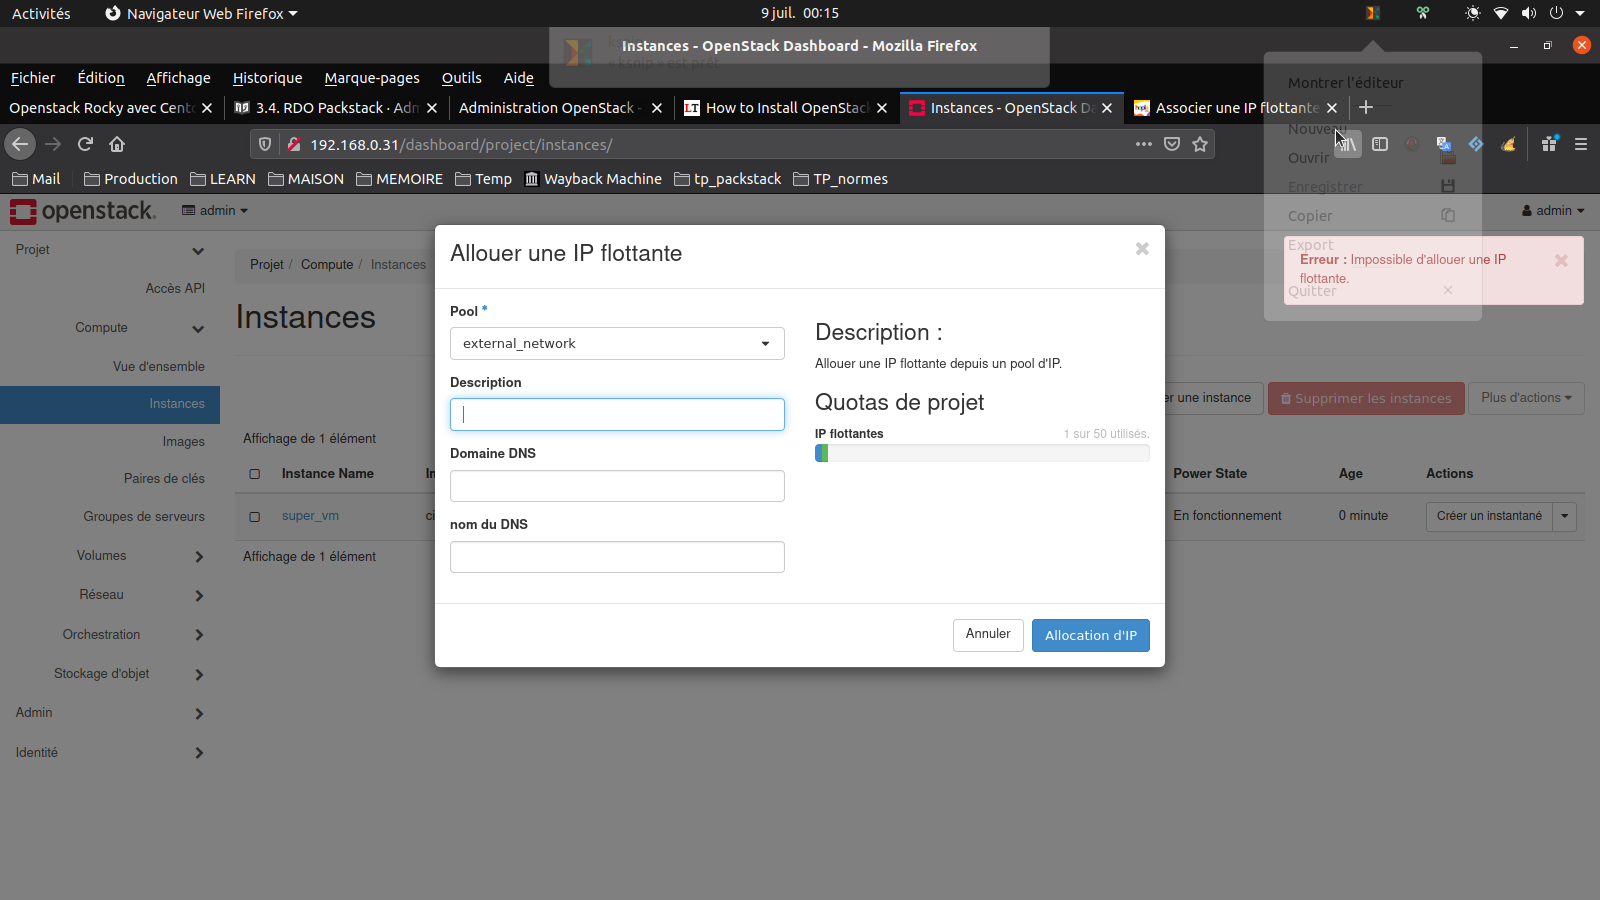 Activités
Navigateur Web Firefox
9 juil. 00:15
Instances - OpenStack Dashboard - Mozilla Firefox
« ksnip » est prêt
Fichier Édition Affichage Historique Marque-pages Outils Aide
Openstack Rocky avec Cent
3.4. RDO Packstack · Adm
Administration OpenStack -
LT How to Install OpenStac
Instances - OpenStack Da
Associer une IP flottante
192.168.0.31/dashboard/project/instances/
Mail Production LEARN MAISON MEMOIRE Temp Wayback Machine tp_packstack TP_normes
Montrer l'éditeur
Nouveau
Ouvrir
Enregistrer
Copier
Export
Quitter
openstack. admin
admin
Projet
Accès API
Compute
Vue d'ensemble
Instances
Images
Paires de clés
Groupes de serveurs
Volumes
Réseau
Orchestration
Stockage d'objet
Admin
Identité
Projet / Compute / Instances
Instances
Erreur : Impossible d'allouer une IP
flottante.
er une instance
Supprimer les instances
Plus d'actions
Affichage de 1 élément
Instance Name
Power State Age Actions
super_vm
ci
En fonctionnement 0 minute Créer un instantané
Affichage de 1 élément
Allouer une IP flottante
Pool *
external_network
Description
Domaine DNS
nom du DNS
Description :
Allouer une IP flottante depuis un pool d'IP.
Quotas de projet
IP flottantes
1 sur 50 utilisés.
Annuler
Allocation d'IP